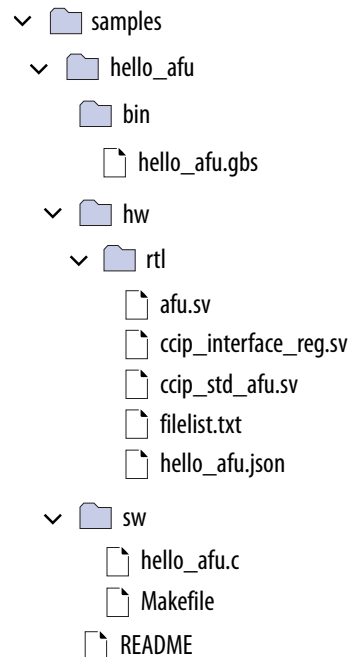 samples
hello_afu
bin
hello_afu.gbs
hw
rtl
afu.sv
ccip_interface_reg.sv
ccip_std_afu.sv
filelist.txt
hello_afu.json
sw
hello_afu.c
Makefile
README